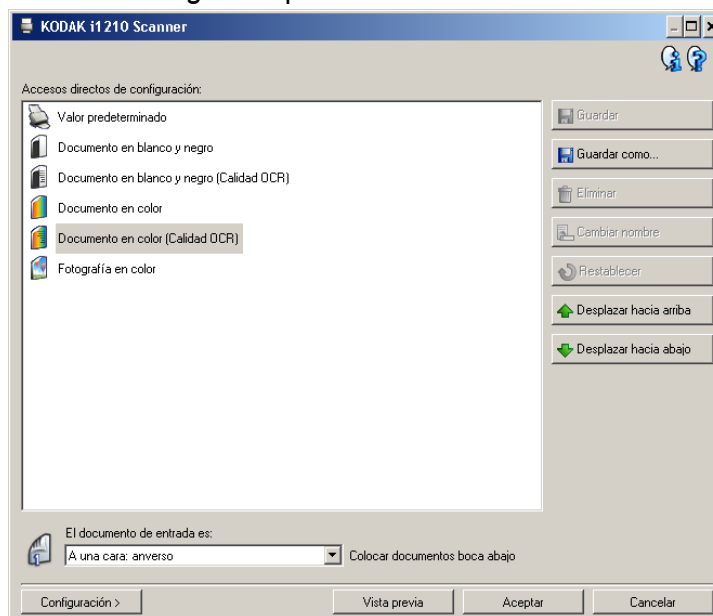 KODAK i1210 Scanner
Accesos directos de configuración:
Valor predeterminado
Documento en blanco y negro
Documento en blanco y negro (Calidad OCR)
Documento en color
Documento en color (Calidad OCR)
Fotografía en color
Guardar
Guardar como...
Eliminar
Cambiar nombre
Restablecer
Desplazar hacia arriba
Desplazar hacia abajo
El documento de entrada es:
A una cara: anverso
Colocar documentos boca abajo
Configuración >
Vista previa
Aceptar
Cancelar